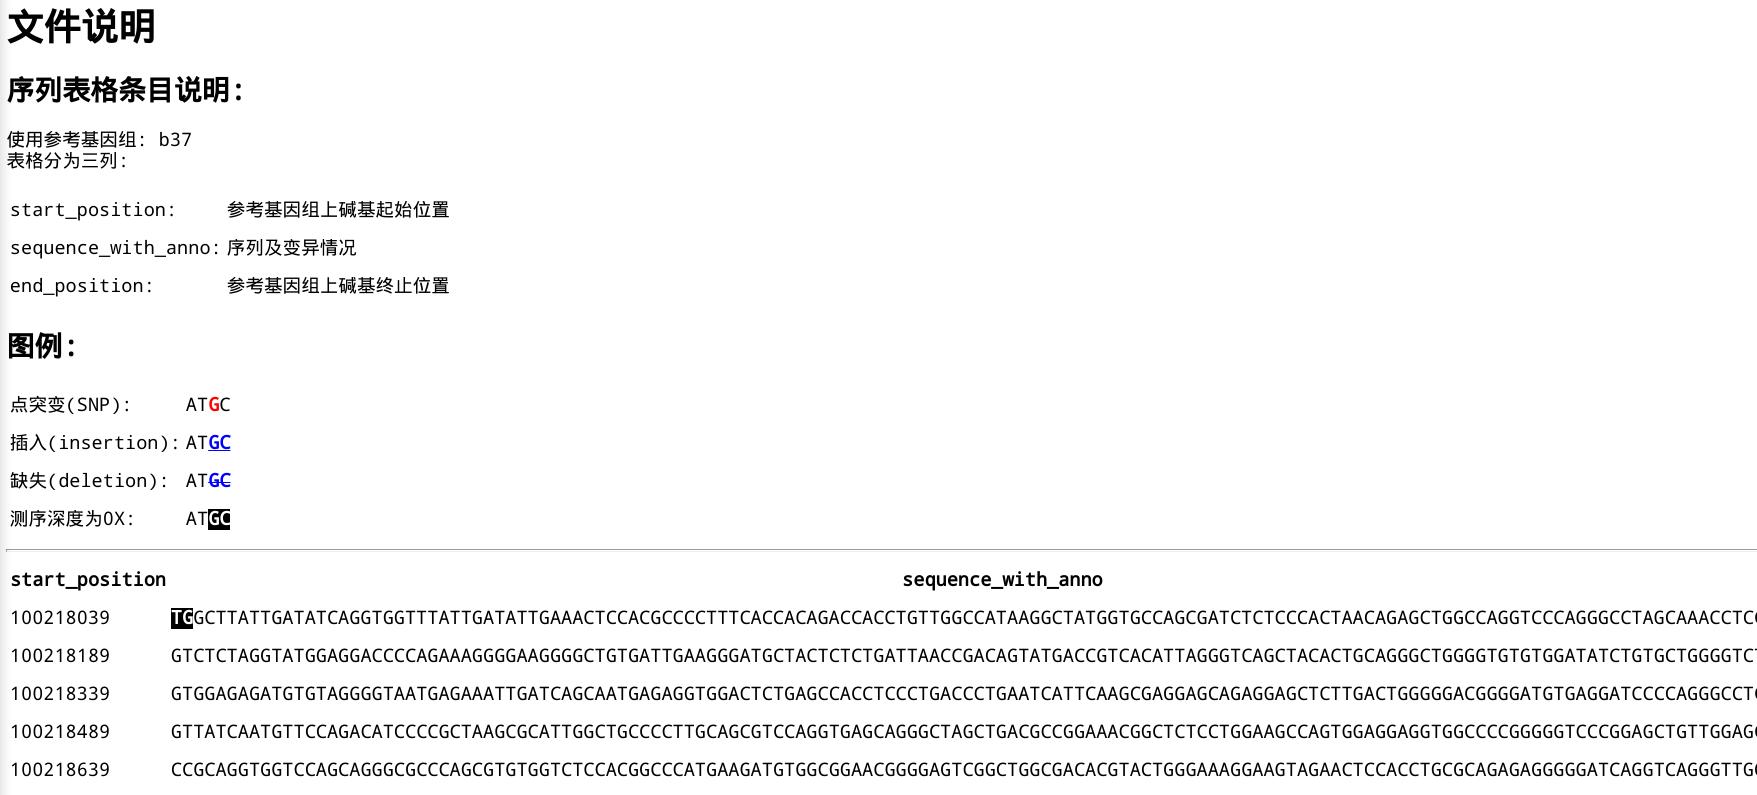 文件说明
序列表格条目说明：
使用参考基因组: b37
表格分为三列:
start_position: 参考基因组上碱基起始位置
sequence_with_anno: 序列及变异情况
end_position: 参考基因组上碱基终止位置
图例：
点突变(SNP): ATGC
插入(insertion): ATGC
缺失(deletion): ATGC
测序深度为0X: ATGC
start_position sequence_with_anno
100218039 TGGCTTATTGATATCAGGTGGTTTATTGATATTGAAACTCCACGCCCCTTTCACCACAGACCACCTGTTGGCCATAAGGCTATGGTGCCAGCGATCTCTCCCACTAACAGAGCTGGCCAGGTCCCAGGGCCTAGCAAACCTC
100218189 GTCTCTAGGTATGGAGGACCCCAGAAAGGGGAAGGGGCTGTGATTGAAGGGATGCTACTCTCTGATTAACCGACAGTATGACCGTCACATTAGGGTCAGCTACACTGCAGGGCTGGGGTGTGTGGATATCTGTGCTGGGGTC
100218339 GTGGAGAGATGTGTAGGGGTAATGAGAAATTGATCAGCAATGAGAGGTGGACTCTGAGCCACCTCCCTGACCCTGAATCATTCAAGCGAGGAGCAGAGGAGCTCTTGACTGGGGGACGGGGATGTGAGGATCCCCAGGGCCT
100218489 GTTATCAATGTTCCAGACATCCCCGCTAAGCGCATTGGCTGCCCCTTGCAGCGTCCAGGTGAGCAGGGCTAGCTGACGCCGGAAACGGCTCTCCTGGAAGCCAGTGGAGGAGGTGGCCCCGGGGGTCCCGGAGCTGTTGGAG
100218639 CCGCAGGTGGTCCAGCAGGGCGCCCAGCGTGTGGTCTCCACGGCCCATGAAGATGTGGCGGAACGGGGAGTCGGCTGGCGACACGTACTGGGAAAGGAAGTAGAACTCCACCTGCGCAGAGAGGGGGATCAGGTCAGGGTTG